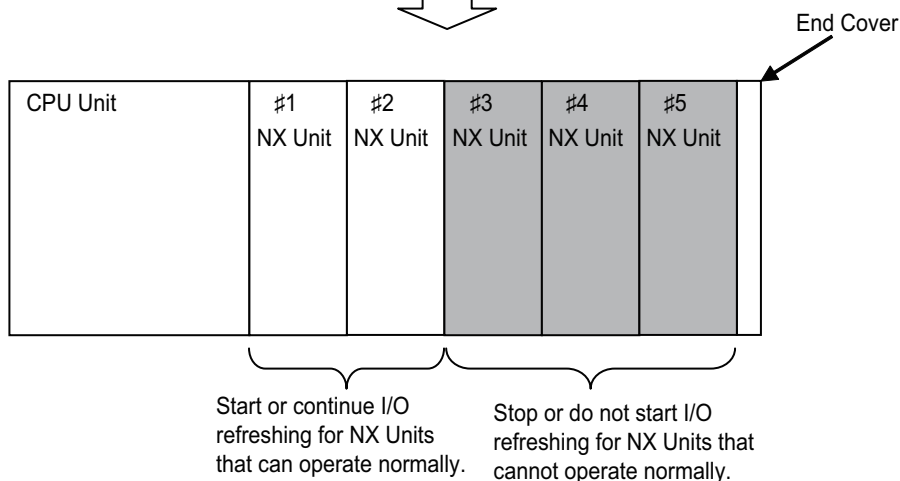 End Cover
CPU Unit
♯1
NX Unit
♯2
NX Unit
♯3
NX Unit
♯4
NX Unit
♯5
NX Unit
Start or continue I/O
refreshing for NX Units
that can operate normally.
Stop or do not start I/O
refreshing for NX Units that
cannot operate normally.